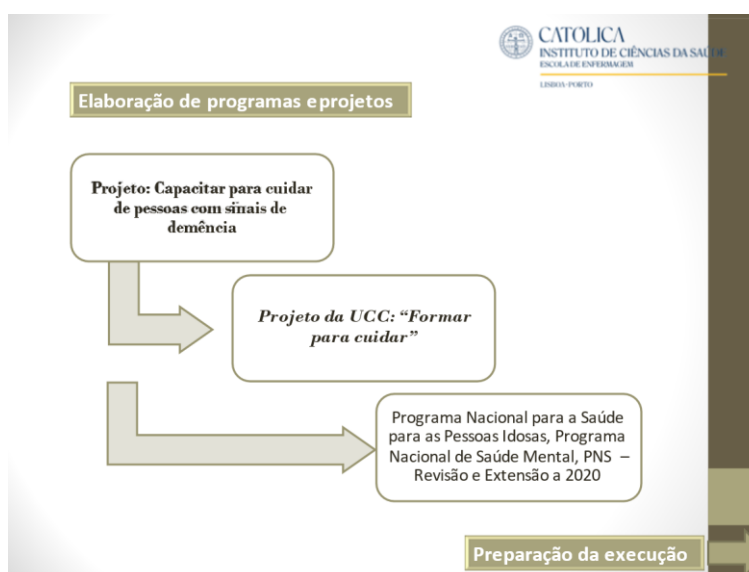 CATOLICA
INSTITUTO DE CIÊNCIAS DA SAÚDE
ESCOLA DE ENFERMAGEM
LISBOA·PORTO
Elaboração de programas eprojetos
Projeto: Capacitar para cuidar
de pessoas com sinais de
demência
Projeto da UCC: “Formar
para cuidar”
Programa Nacional para a Saúde
para as Pessoas Idosas, Programa
Nacional de Saúde Mental, PNS –
Revisão e Extensão a 2020
Preparação da execução